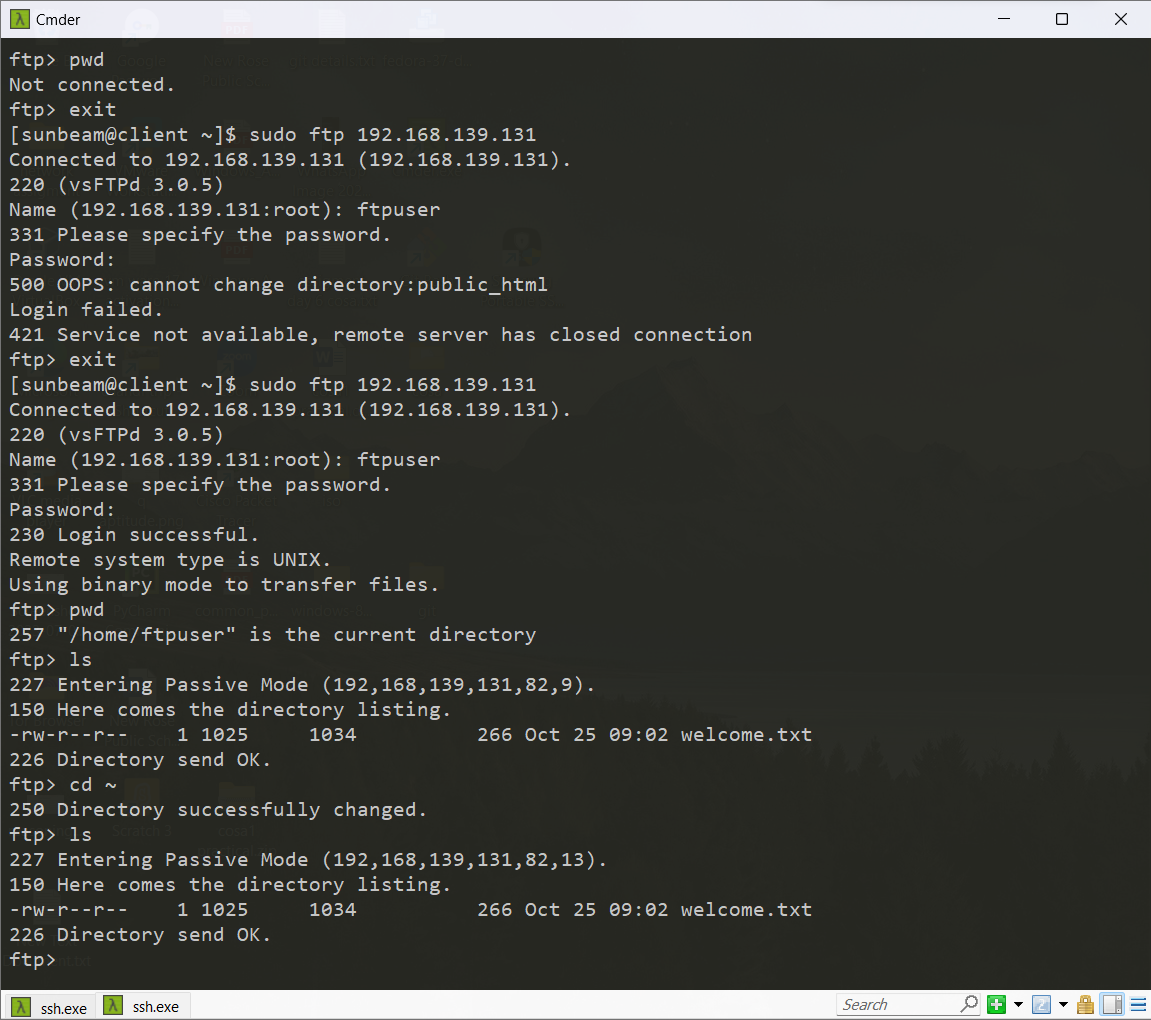 Cmder
ftp> pwd
Not connected.
ftp> exit
[sunbeam@client ~]$ sudo ftp 192.168.139.131
Connected to 192.168.139.131 (192.168.139.131).
220 (vsFTPd 3.0.5)
Name (192.168.139.131:root): ftpuser
331 Please specify the password.
Password:
500 OOPS: cannot change directory:public_html
Login failed.
421 Service not available, remote server has closed connection
ftp> exit
[sunbeam@client ~]$ sudo ftp 192.168.139.131
Connected to 192.168.139.131 (192.168.139.131).
220 (vsFTPd 3.0.5)
Name (192.168.139.131:root): ftpuser
331 Please specify the password.
Password:
230 Login successful.
Remote system type is UNIX.
Using binary mode to transfer files.
ftp> pwd
257 "/home/ftpuser" is the current directory
ftp> ls
227 Entering Passive Mode (192,168,139,131,82,9).
150 Here comes the directory listing.
-rw-r--r--    1 1025     1034          266 Oct 25 09:02 welcome.txt
226 Directory send OK.
ftp> cd ~
250 Directory successfully changed.
ftp> ls
227 Entering Passive Mode (192,168,139,131,82,13).
150 Here comes the directory listing.
-rw-r--r--    1 1025     1034          266 Oct 25 09:02 welcome.txt
226 Directory send OK.
ftp>
ssh.exe ssh.exe Search